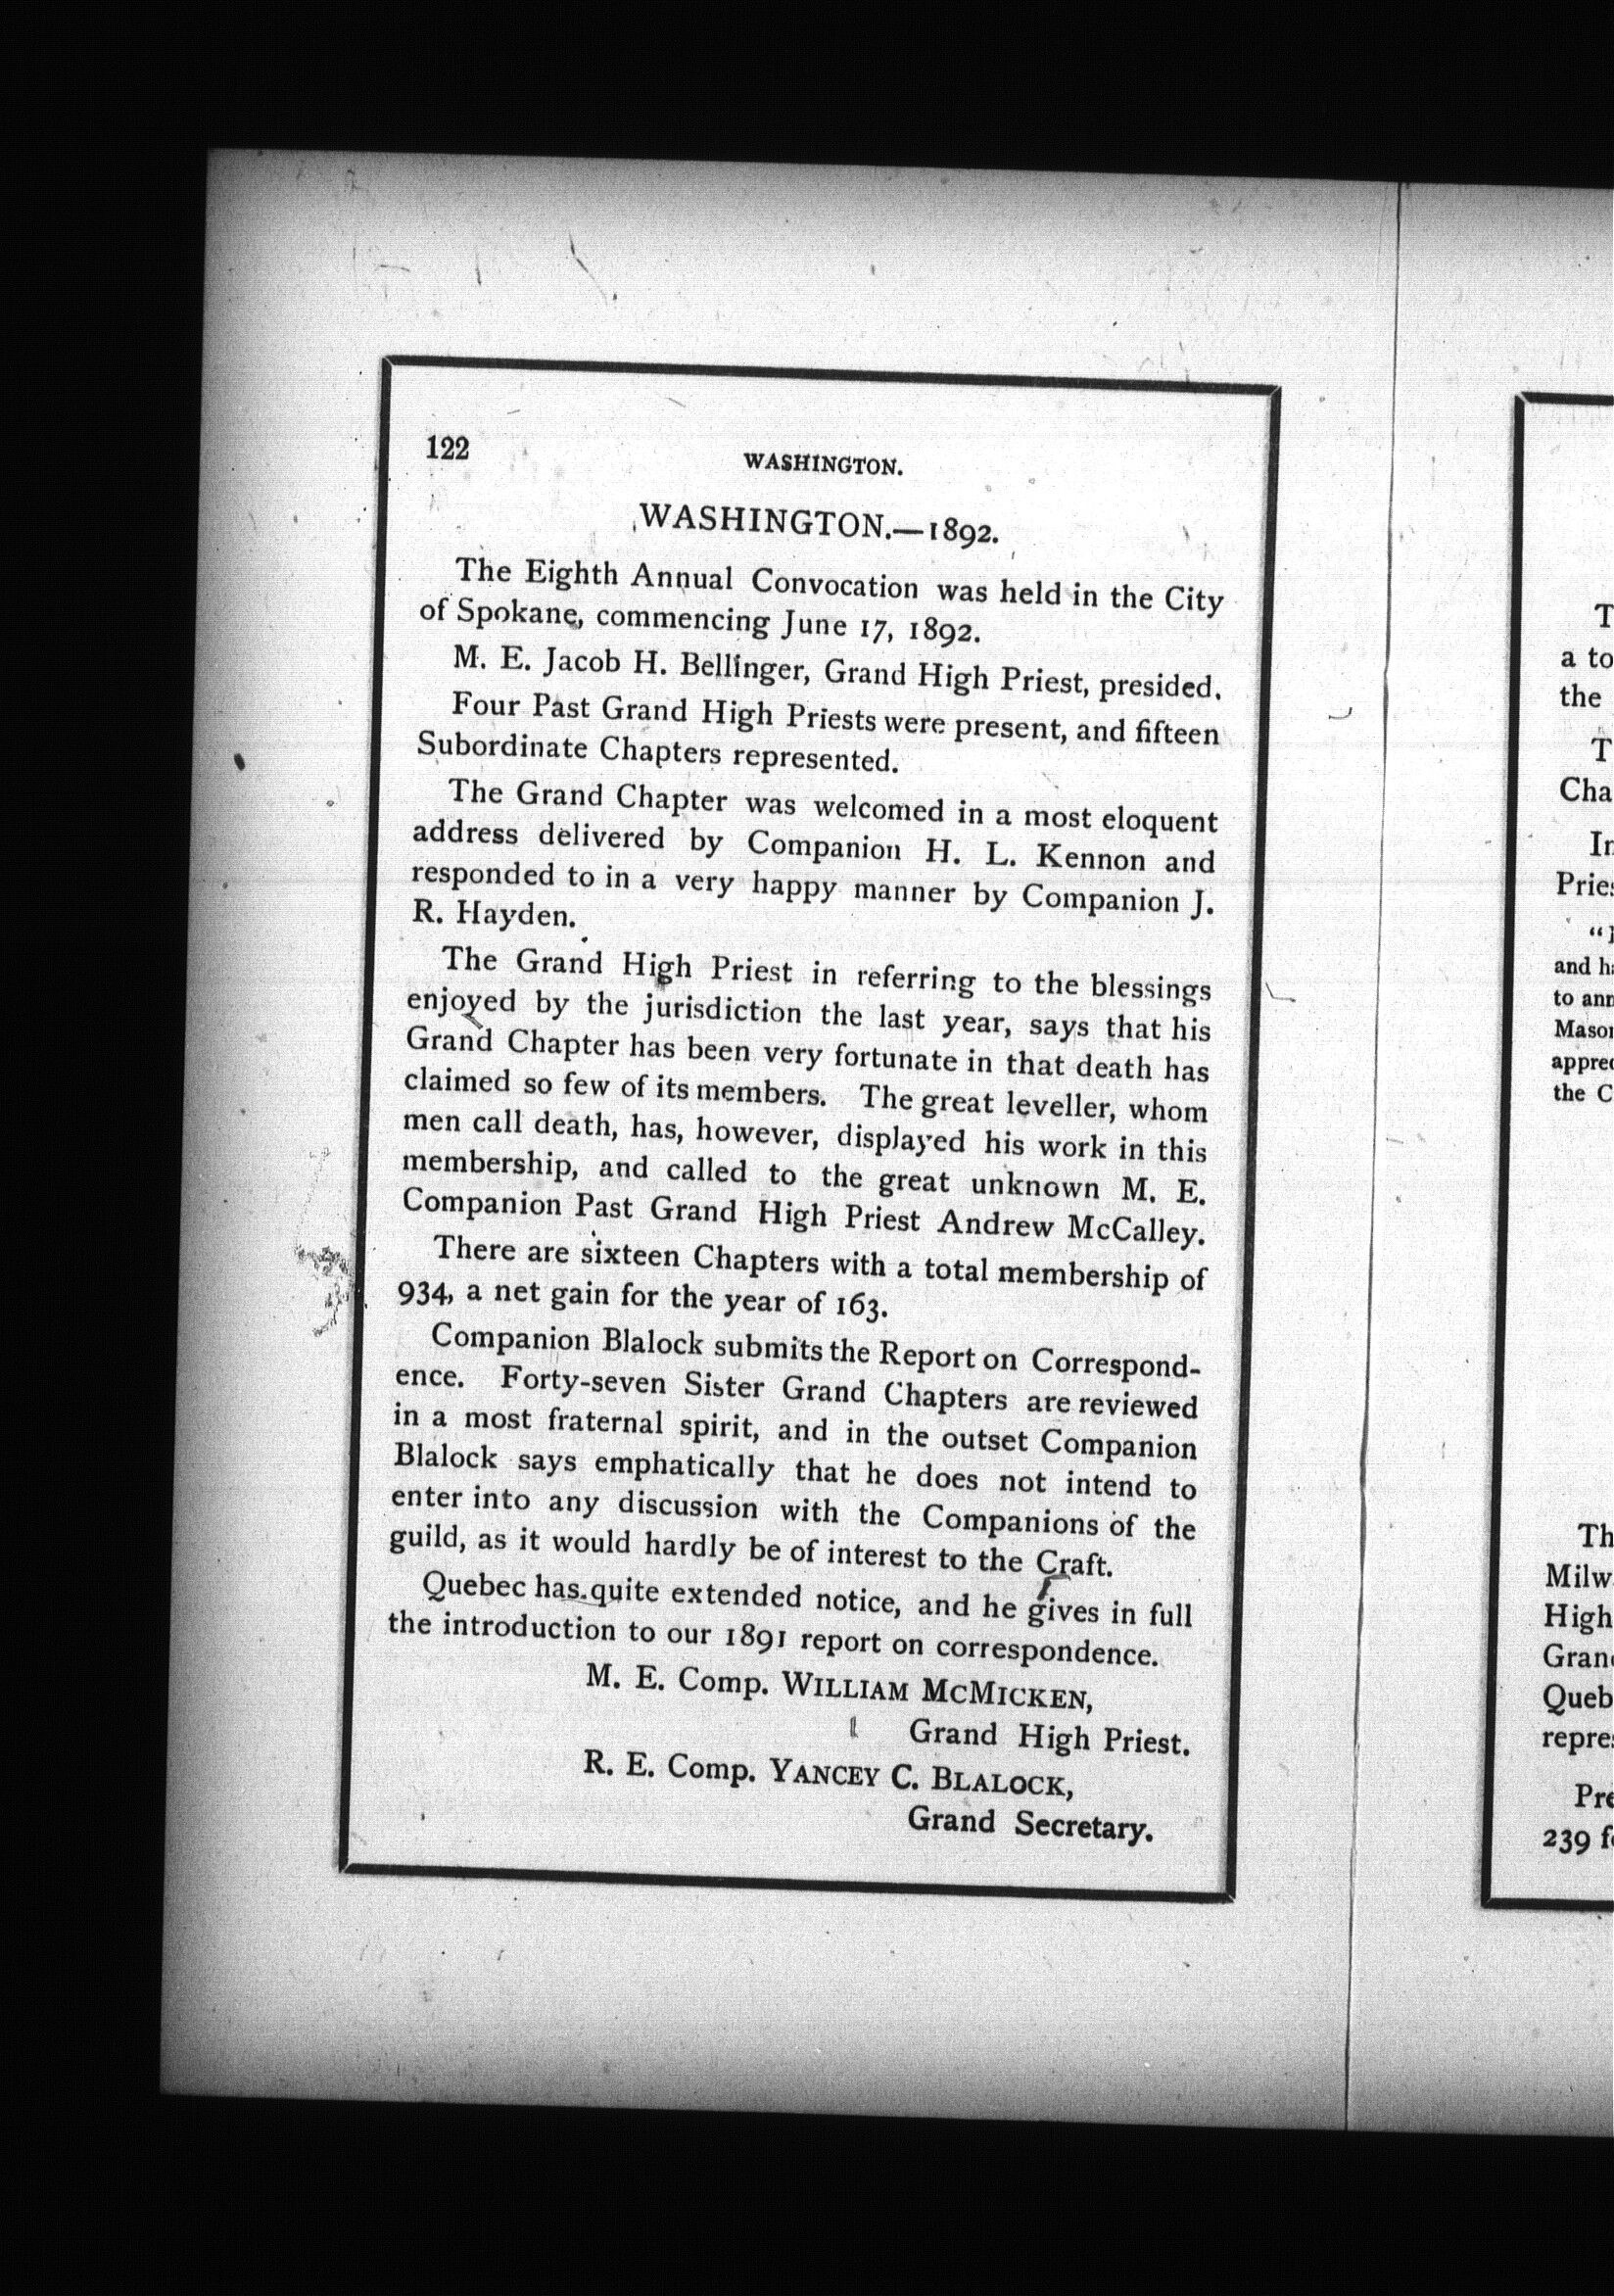 122
WASHINGTON.
WASHINGTON.—1892.
The Eighth Annual Convocation was held in the City
of Spokane, commencing June 17, 1892.
M. E. Jacob H. Bellinger, Grand High Priest, presided.
Four Past Grand High Priests were present, and fifteen
Subordinate Chapters represented.
The Grand Chapter was welcomed in a most eloquent
address delivered by Companion H. L. Kennon and
responded to in a very happy manner by Companion J.
R. Hayden.
The Grand High Priest in referring to the blessings
enjoyed by the jurisdiction the last year, says that his
Grand Chapter has been very fortunate in that death has
claimed so few of its members. The great leveller, whom
men call death, has, however, displayed his work in this
membership, and called to the great unknown M. E.
Companion Past Grand High Priest Andrew McCalley.
There are sixteen Chapters with a total membership of
934, a net gain for the year of 163.
Companion Blalock submits the Report on Correspond-
ence. Forty-seven Sister Grand Chapters are reviewed
in a most fraternal spirit, and in the outset Companion
Blalock says emphatically that he does not intend to
enter into any discussion with the Companions of the
guild, as it would hardly be of interest to the Craft.
Quebec has quite extended notice, and he gives in full
the introduction to our 1891 report on correspondence.
M. E. Comp. WILLIAM MCMICKEN,
Grand High Priest.
R. E. Comp. YANCEY C. BLALOCK,
Grand Secretary.
a to
the
and
to
the
High
239